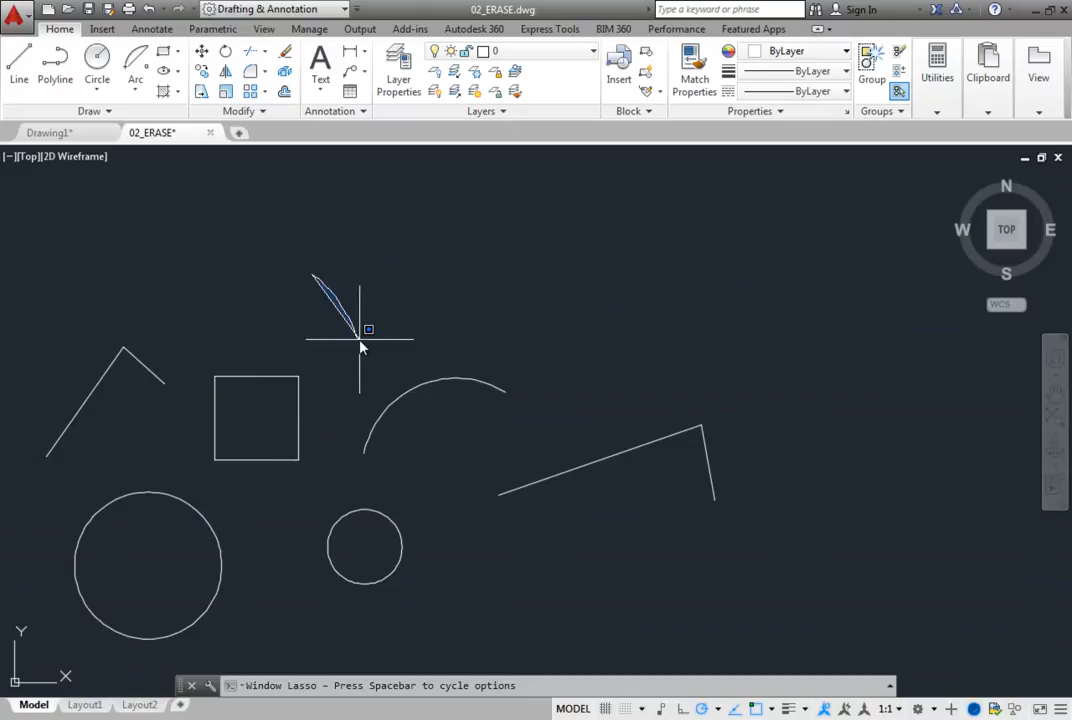 Drafting & Annotation
02_ERASE.dwg
Type a keyword or phrase
Sign In
Home
Insert
Annotate
Parametric
View
Manage
Output
Add-ins
Autodesk 360
Express Tools
BIM 360
Performance
Featured Apps
Line
Polyline
Circle
Arc
Text
Layer
Properties
0
Insert
Match
Properties
ByLayer
ByLayer
ByLayer
Group
Utilities
Clipboard
View
Draw
Modify
Annotation
Layers
Block
Properties
Groups
Drawing1*
02_ERASE*
[−][Top][2D Wireframe]
N
W
TOP
E
S
WCS
Y
X
Window Lasso – Press Spacebar to cycle options
Model
Layout1
Layout2
MODEL
1:1